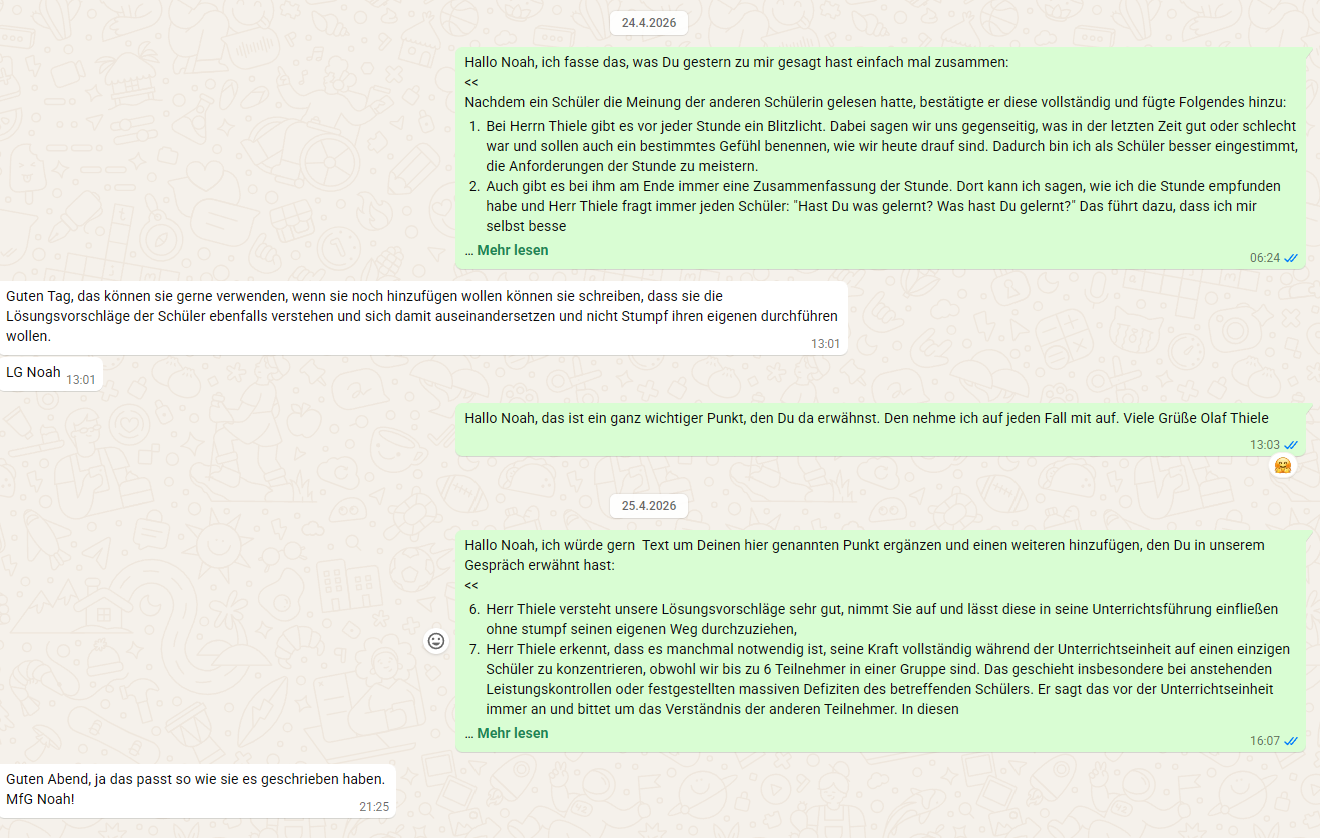 24.4.2026
Hallo Noah, ich fasse das, was Du gestern zu mir gesagt hast einfach mal zusammen:
<<
Nachdem ein Schüler die Meinung der anderen Schülerin gelesen hatte, bestätigte er diese vollständig und fügte Folgendes hinzu:
1. Bei Herrn Thiele gibt es vor jeder Stunde ein Blitzlicht. Dabei sagen wir uns gegenseitig, was in der letzten Zeit gut oder schlecht
war und sollen auch ein bestimmtes Gefühl benennen, wie wir heute drauf sind. Dadurch bin ich als Schüler besser eingestimmt,
die Anforderungen der Stunde zu meistern.
2. Auch gibt es bei ihm am Ende immer eine Zusammenfassung der Stunde. Dort kann ich sagen, wie ich die Stunde empfunden
habe und Herr Thiele fragt immer jeden Schüler: "Hast Du was gelernt? Was hast Du gelernt?" Das führt dazu, dass ich mir
selbst besse
... Mehr lesen
06:24
Guten Tag, das können sie gerne verwenden, wenn sie noch hinzufügen wollen können sie schreiben, dass sie die
Lösungsvorschläge der Schüler ebenfalls verstehen und sich damit auseinandersetzen und nicht Stumpf ihren eigenen durchführen
wollen.
13:01
LG Noah
13:01
Hallo Noah, das ist ein ganz wichtiger Punkt, den Du da erwähnst. Den nehme ich auf jeden Fall mit auf. Viele Grüße Olaf Thiele
13:03
25.4.2026
Hallo Noah, ich würde gern  Text um Deinen hier genannten Punkt ergänzen und einen weiteren hinzufügen, den Du in unserem
Gespräch erwähnt hast:
<<
6. Herr Thiele versteht unsere Lösungsvorschläge sehr gut, nimmt Sie auf und lässt diese in seine Unterrichtsführung einfließen
ohne stumpf seinen eigenen Weg durchzuziehen,
7. Herr Thiele erkennt, dass es manchmal notwendig ist, seine Kraft vollständig während der Unterrichtseinheit auf einen einzigen
Schüler zu konzentrieren, obwohl wir bis zu 6 Teilnehmer in einer Gruppe sind. Das geschieht insbesondere bei anstehenden
Leistungskontrollen oder festgestellten massiven Defiziten des betreffenden Schülers. Er sagt das vor der Unterrichtseinheit
immer an und bittet um das Verständnis der anderen Teilnehmer. In diesen
... Mehr lesen
16:07
Guten Abend, ja das passt so wie sie es geschrieben haben.
MfG Noah!
21:25